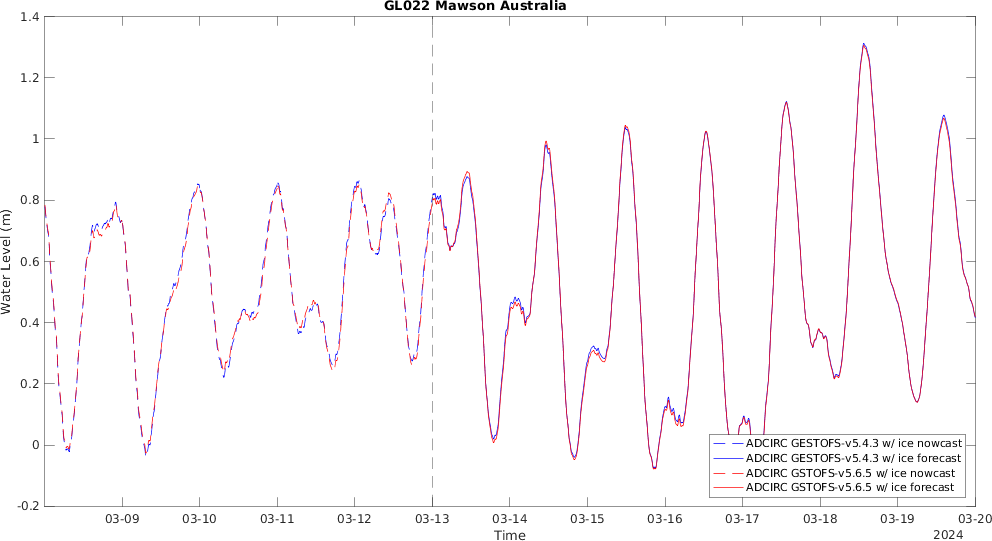 GL022 Mawson Australia
1.4
1.2
1
0.8
0.6
0.4
0.2
0
-0.2
Water Level (m)
ADCIRC GESTOFS-v5.4.3 w/ ice nowcast
ADCIRC GESTOFS-v5.4.3 w/ ice forecast
ADCIRC GSTOFS-v5.6.5 w/ ice nowcast
ADCIRC GSTOFS-v5.6.5 w/ ice forecast
03-09 03-10 03-11 03-12 03-13 03-14 03-15 03-16 03-17 03-18 03-19 03-20
Time
2024